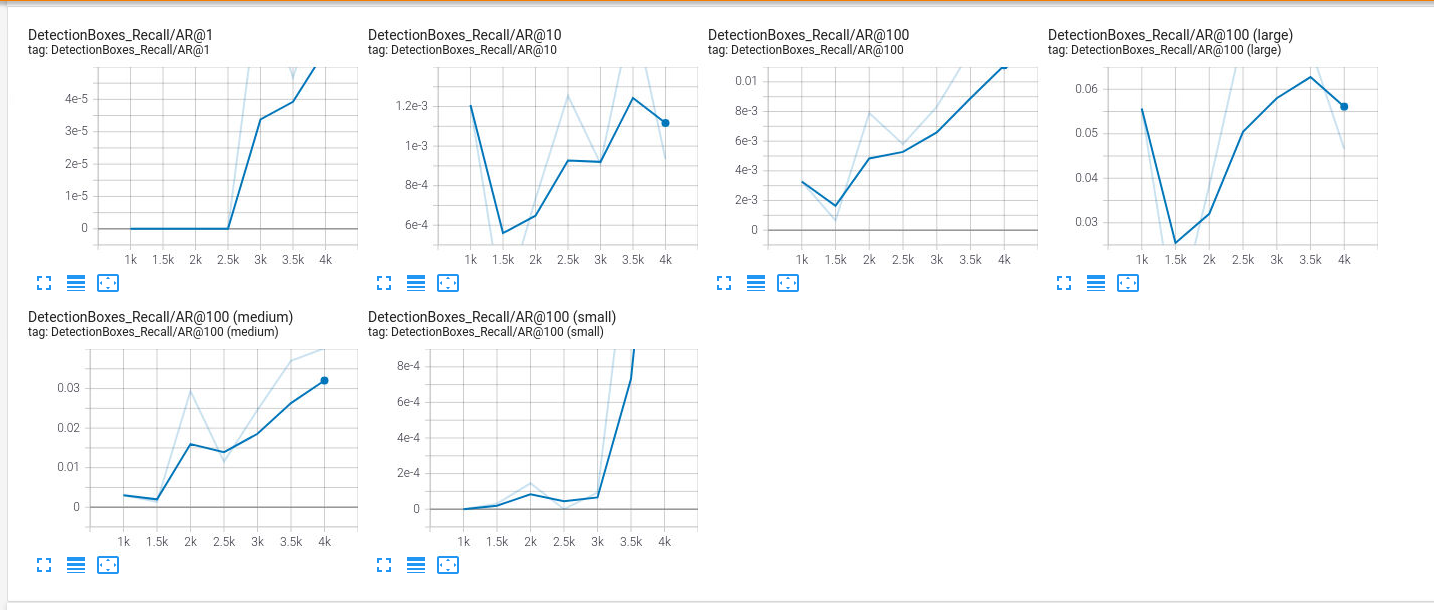 DetectionBoxes_Recall/AR@1
tag: DetectionBoxes_Recall/AR@1
4e-5
3e-5
2e-5
1e-5
0
1k 1.5k 2k 2.5k 3k 3.5k 4k
DetectionBoxes_Recall/AR@10
tag: DetectionBoxes_Recall/AR@10
1.2e-3
1e-3
8e-4
6e-4
1k 1.5k 2k 2.5k 3k 3.5k 4k
DetectionBoxes_Recall/AR@100
tag: DetectionBoxes_Recall/AR@100
0.01
8e-3
6e-3
4e-3
2e-3
0
1k 1.5k 2k 2.5k 3k 3.5k 4k
DetectionBoxes_Recall/AR@100 (large)
tag: DetectionBoxes_Recall/AR@100 (large)
0.06
0.05
0.04
0.03
1k 1.5k 2k 2.5k 3k 3.5k 4k
DetectionBoxes_Recall/AR@100 (medium)
tag: DetectionBoxes_Recall/AR@100 (medium)
0.03
0.02
0.01
0
1k 1.5k 2k 2.5k 3k 3.5k 4k
DetectionBoxes_Recall/AR@100 (small)
tag: DetectionBoxes_Recall/AR@100 (small)
8e-4
6e-4
4e-4
2e-4
0
1k 1.5k 2k 2.5k 3k 3.5k 4k